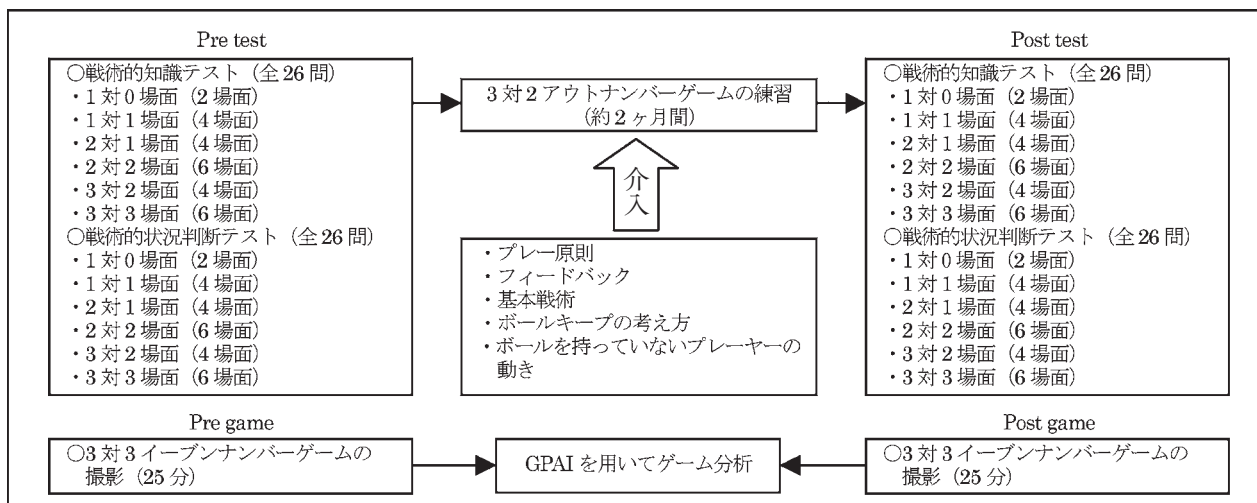 Pre test
○戦術的知識テスト（全26問）
・1対0場面（2場面）
・1対1場面（4場面）
・2対1場面（4場面）
・2対2場面（6場面）
・3対2場面（4場面）
・3対3場面（6場面）
○戦術的状況判断テスト（全26問）
・1対0場面（2場面）
・1対1場面（4場面）
・2対1場面（4場面）
・2対2場面（6場面）
・3対2場面（4場面）
・3対3場面（6場面）
3対2アウトナンバーゲームの練習
（約2ヶ月間）
介入
・プレー原則
・フィードバック
・基本戦術
・ボールキープの考え方
・ボールを持っていないプレーヤーの
動き
Post test
○戦術的知識テスト（全26問）
・1対0場面（2場面）
・1対1場面（4場面）
・2対1場面（4場面）
・2対2場面（6場面）
・3対2場面（4場面）
・3対3場面（6場面）
○戦術的状況判断テスト（全26問）
・1対0場面（2場面）
・1対1場面（4場面）
・2対1場面（4場面）
・2対2場面（6場面）
・3対2場面（4場面）
・3対3場面（6場面）
Pre game
○3対3イーブンナンバーゲームの
撮影（25分）
GPAIを用いてゲーム分析
Post game
○3対3イーブンナンバーゲームの
撮影（25分）